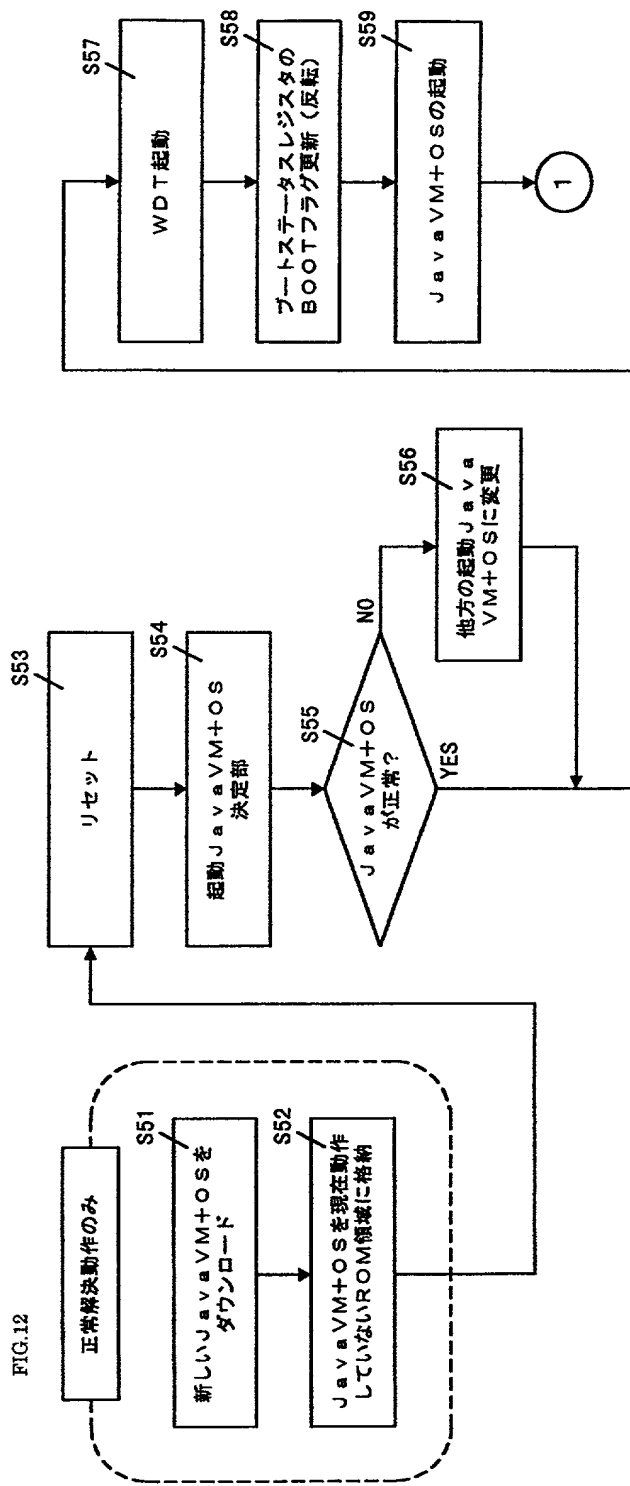 FIG.12
正常解決動作のみ
S51
新しいJavaVM+OSを
ダウンロード
S52
JavaVM+OSを現在動作
していないROM領域に格納
S53
リセット
S54
起動JavaVM+OS
決定部
S55
JavaVM+OS
が正常?
NO
YES
S56
他方の起動Java
VM+OSに変更
S57
WDT起動
S58
ブートステータスレジスタの
BOOTフラグ更新(反転)
S59
JavaVM+OSの起動
1